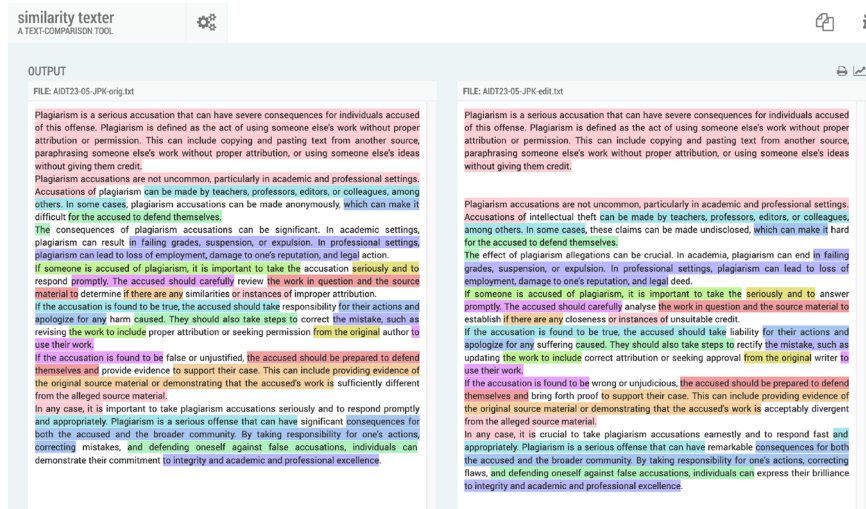 similarity texter
A TEXT-COMPARISON TOOL
OUTPUT
FILE: AIDT23-05-JPK-orig.txt
Plagiarism is a serious accusation that can have severe consequences for individuals accused
of this offense. Plagiarism is defined as the act of using someone else's work without proper
attribution or permission. This can include copying and pasting text from another source,
paraphrasing someone else's work without proper attribution, or using someone else's ideas
without giving them credit.
Plagiarism accusations are not uncommon, particularly in academic and professional settings.
Accusations of plagiarism can be made by teachers, professors, editors, or colleagues, among
others. In some cases, plagiarism accusations can be made anonymously, which can make it
difficult for the accused to defend themselves.
The consequences of plagiarism accusations can be significant. In academic settings,
plagiarism can result in failing grades, suspension, or expulsion. In professional settings,
plagiarism can lead to loss of employment, damage to one's reputation, and legal action.
If someone is accused of plagiarism, it is important to take the accusation seriously and to
respond promptly. The accused should carefully review the work in question and the source
material to determine if there are any similarities or instances of improper attribution.
If the accusation is found to be true, the accused should take responsibility for their actions and
apologize for any harm caused. They should also take steps to correct the mistake, such as
revising the work to include proper attribution or seeking permission from the original author to
use their work.
If the accusation is found to be false or unjustified, the accused should be prepared to defend
themselves and provide evidence to support their case. This can include providing evidence of
the original source material or demonstrating that the accused's work is sufficiently different
from the alleged source material.
In any case, it is important to take plagiarism accusations seriously and to respond promptly
and appropriately. Plagiarism is a serious offense that can have significant consequences for
both the accused and the broader community. By taking responsibility for one's actions,
correcting mistakes, and defending oneself against false accusations, individuals can
demonstrate their commitment to integrity and academic and professional excellence.
FILE: AIDT23-05-JPK-edit.txt
Plagiarism is a serious accusation that can have severe consequences for individuals accused
of this offense. Plagiarism is defined as the act of using someone else's work without proper
attribution or permission. This can include copying and pasting text from another source,
paraphrasing someone else's work without proper attribution, or using someone else's ideas
without giving them credit.
Plagiarism accusations are not uncommon, particularly in academic and professional settings.
Accusations of intellectual theft can be made by teachers, professors, editors, or colleagues,
among others. In some cases, these claims can be made undisclosed, which can make it hard
for the accused to defend themselves.
The effect of plagiarism allegations can be crucial. In academia, plagiarism can end in failing
grades, suspension, or expulsion. In professional settings, plagiarism can lead to loss of
employment, damage to one's reputation, and legal deed.
If someone is accused of plagiarism, it is important to take the seriously and to answer
promptly. The accused should carefully analyse the work in question and the source material to
establish if there are any closeness or instances of unsuitable credit.
If the accusation is found to be true, the accused should take liability for their actions and
apologize for any suffering caused. They should also take steps to rectify the mistake, such as
updating the work to include correct attribution or seeking approval from the original writer to
use their work.
If the accusation is found to be wrong or unjudicious, the accused should be prepared to defend
themselves and bring forth proof to support their case. This can include providing evidence of
the original source material or demonstrating that the accused's work is acceptably divergent
from the alleged source material.
In any case, it is crucial to take plagiarism accusations earnestly and to respond fast and
appropriately. Plagiarism is a serious offense that can have remarkable consequences for both
the accused and the broader community. By taking responsibility for one's actions, correcting
flaws, and defending oneself against false accusations, individuals can express their brilliance
to integrity and academic and professional excellence.